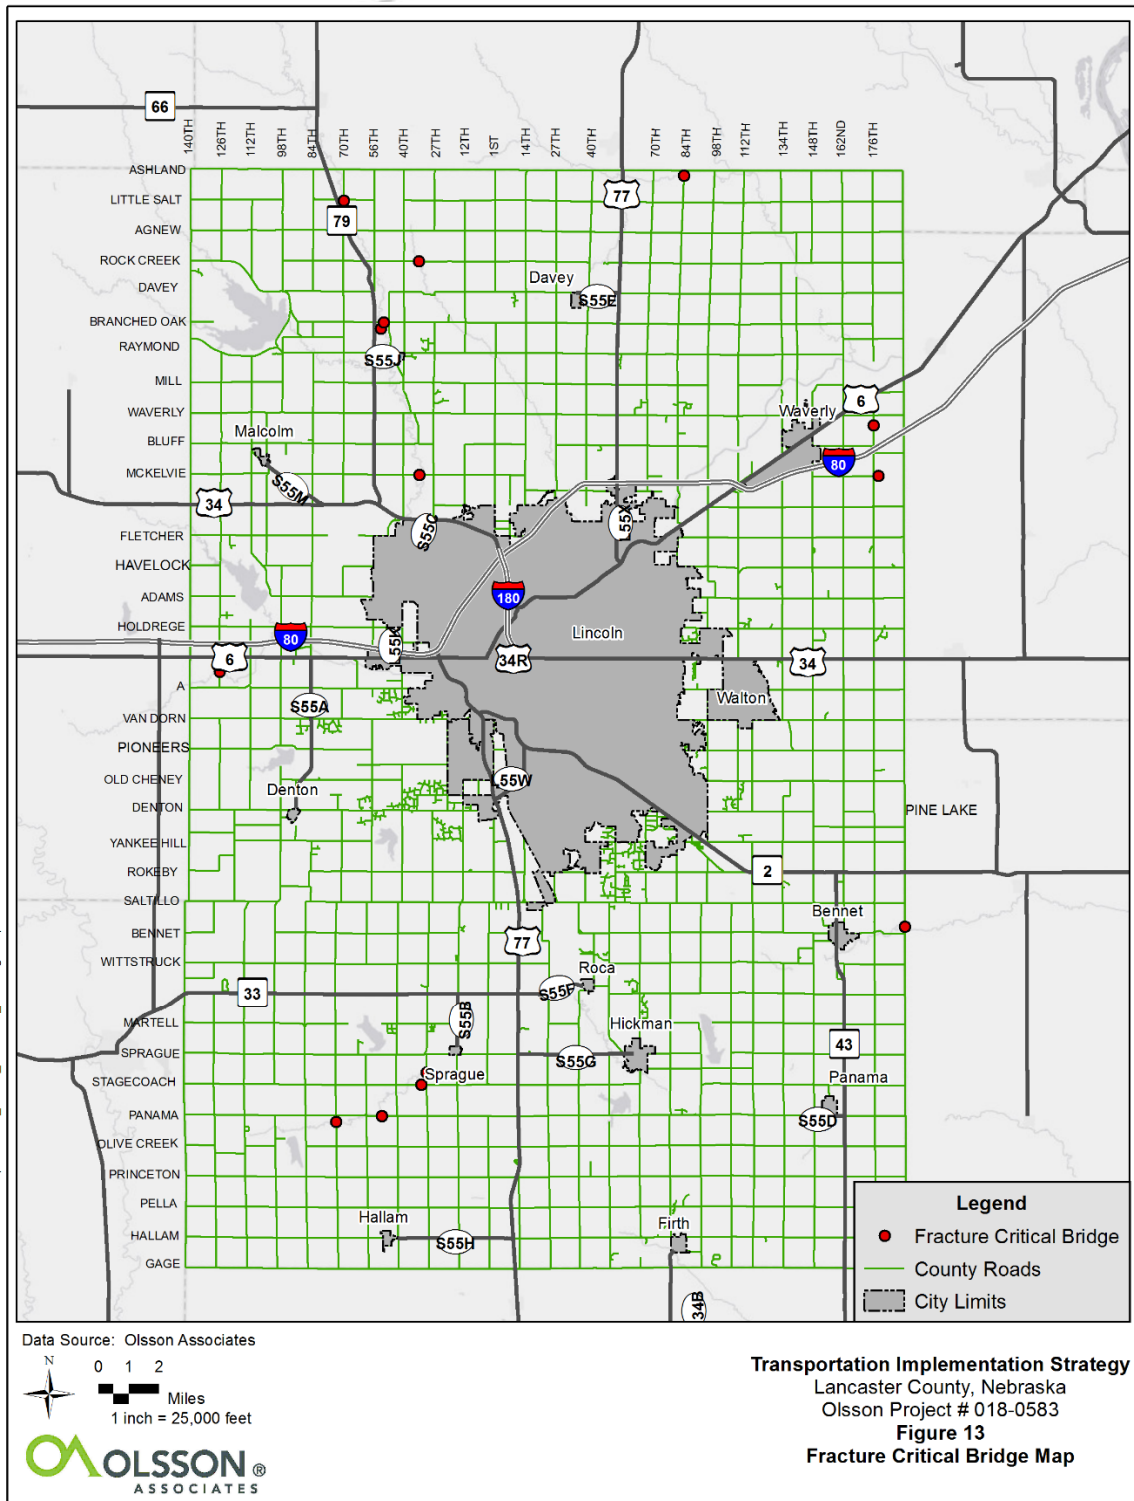 66
140TH
126TH
112TH
98TH
84TH
70TH
56TH
40TH
27TH
12TH
1ST
14TH
27TH
40TH
70TH
84TH
98TH
112TH
134TH
148TH
162ND
176TH
ASHLAND
LITTLE SALT
AGNEW
ROCK CREEK
DAVEY
BRANCHED OAK
RAYMOND
MILL
WAVERLY
BLUFF
MCKELVIE
FLETCHER
HAVELOCK
ADAMS
HOLDREGE
A
VAN DORN
PIONEERS
OLD CHENEY
DENTON
YANKEE HILL
ROKEBY
SALTILLO
BENNET
WITTSTRUCK
MARTELL
SPRAGUE
STAGECOACH
PANAMA
OLIVE CREEK
PRINCETON
PELLA
HALLAM
GAGE
79
77
Davey
S55E
S55J
6
Waverly
80
Malcolm
S55M
34
S55C
L55X
180
Lincoln
80
L55K
6
34R
34
S55A
Walton
L55W
Denton
PINE LAKE
2
Bennet
77
Roca
S55F
33
S55B
Hickman
S55G
43
Sprague
Panama
S55D
Hallam
S55H
Firth
34B
Legend
Fracture Critical Bridge
County Roads
City Limits
Data Source: Olsson Associates
N
0 1 2
Miles
1 inch = 25,000 feet
OLSSON ®
ASSOCIATES
Transportation Implementation Strategy
Lancaster County, Nebraska
Olsson Project # 018-0583
Figure 13
Fracture Critical Bridge Map